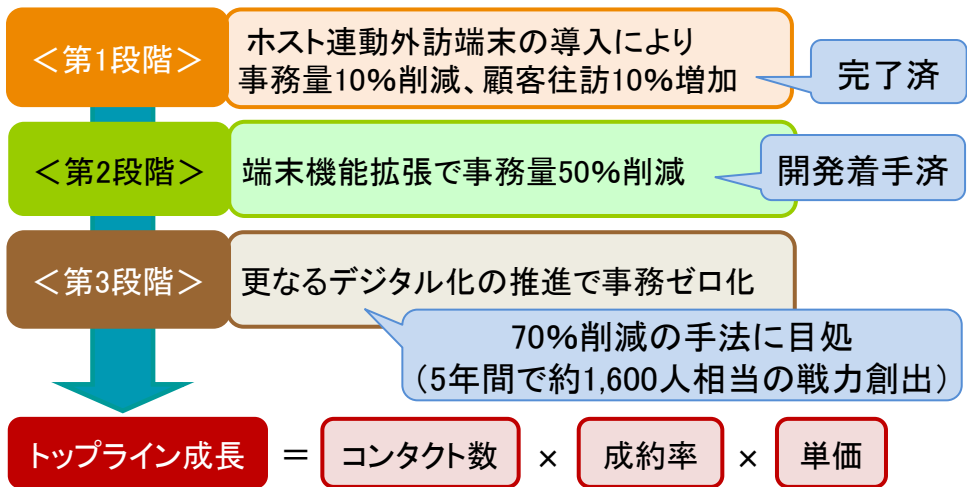 ＜第1段階＞
ホスト連動外訪端末の導入により
事務量10%削減、顧客往訪10%増加
完了済
＜第2段階＞
端末機能拡張で事務量50%削減
開発着手済
＜第3段階＞
更なるデジタル化の推進で事務ゼロ化
70%削減の手法に目処
（5年間で約1,600人相当の戦力創出）
トップライン成長 ＝ コンタクト数 × 成約率 × 単価